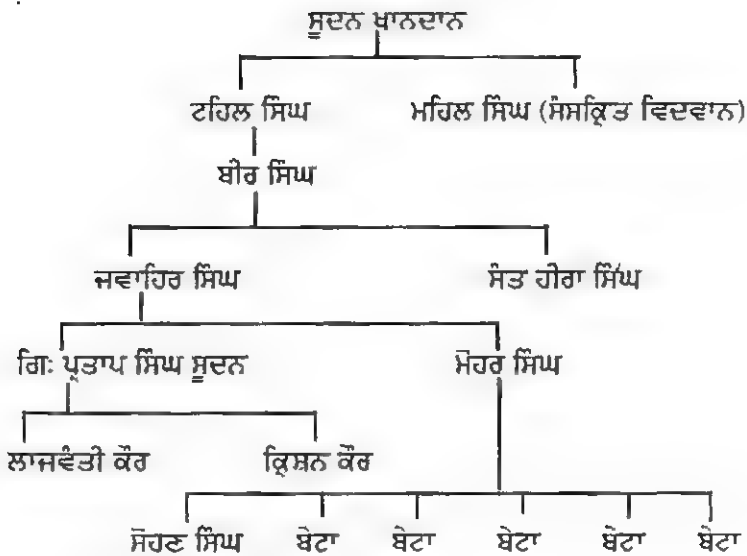 ਸੂਦਨ ਖਾਨਦਾਨ
ਟਹਿਲ ਸਿੰਘ ਮਹਿਲ ਸਿੰਘ (ਸੰਸਕ੍ਰਿਤ ਵਿਦਵਾਨ)
ਬੀਰ ਸਿੰਘ
ਜਵਾਹਿਰ ਸਿੰਘ ਸੰਤ ਹੀਰਾ ਸਿੰਘ
ਗਿ: ਪ੍ਰਤਾਪ ਸਿੰਘ ਸੂਦਨ ਮੋਹਰ ਸਿੰਘ
ਲਾਜਵੰਤੀ ਕੌਰ ਕ੍ਰਿਸ਼ਨ ਕੌਰ
ਸੋਹਣ ਸਿੰਘ ਬੇਟਾ ਬੇਟਾ ਬੇਟਾ ਬੇਟਾ ਬੇਟਾ